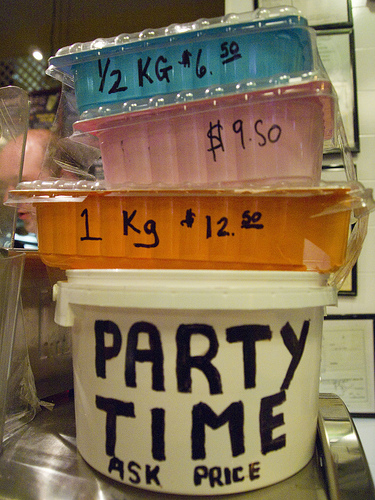 1/2 KG $6.50
$9.50
1 Kg $12.50
PARTY
TIME
ASK PRICE